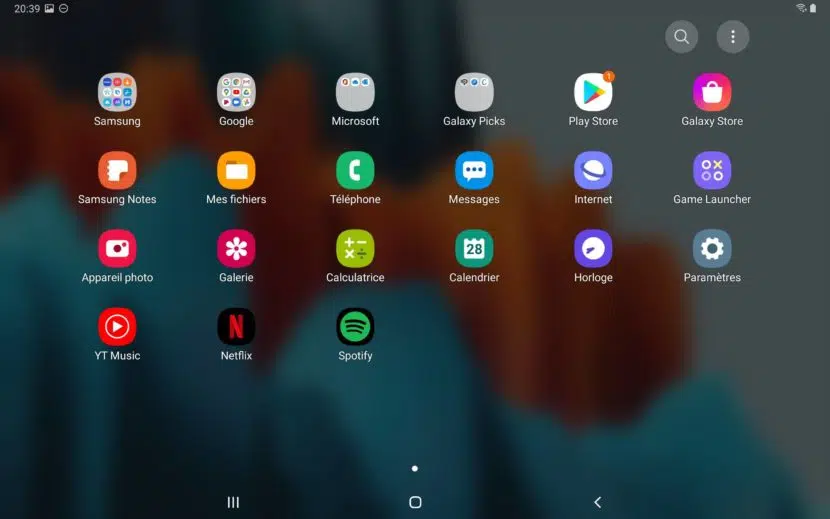 20:39
Samsung
Google
Microsoft
Galaxy Picks
1
Play Store
Galaxy Store
Samsung Notes
Mes fichiers
Téléphone
Messages
Internet
Game Launcher
Appareil photo
Galerie
Calculatrice
28
Calendrier
Horloge
Paramètres
YT Music
N
Netflix
Spotify